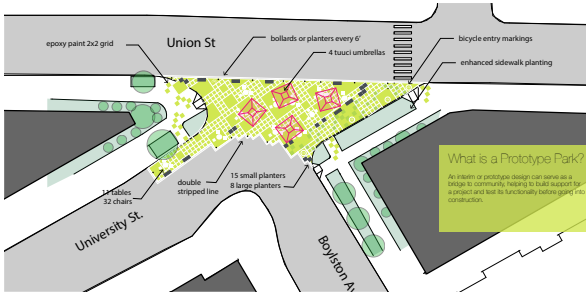 Union St
epoxy paint 2x2 grid
bollards or planters every 6'
4 tuuci umbrellas
bicycle entry markings
enhanced sidewalk planting
What is a Prototype Park?
An interim or prototype design can serve as a
bridge to community, helping to build support for
a project and test its functionality before going into
construction.
11 tables
32 chairs
double
stripped line
15 small planters
8 large planters
University St.
Boylston Av